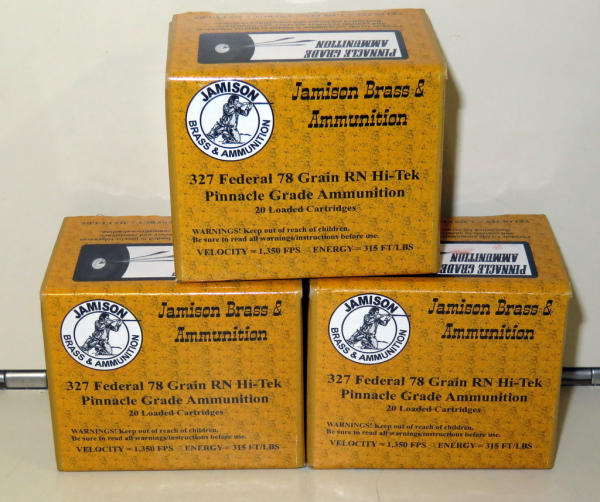 PINNACLE GRADE
AMMUNITION
JAMISON
BRASS & AMMUNITION
Jamison Brass &
Ammunition
327 Federal 78 Grain RN Hi-Tek
Pinnacle Grade Ammunition
20 Loaded Cartridges
WARNINGS! Keep out of reach of children.
Be sure to read all warnings/instructions before use.
VELOCITY = 1,350 FPS ENERGY = 315 FT/LBS
JAMISON
BRASS & AMMUNITION
Jamison Brass &
Ammunition
327 Federal 78 Grain RN Hi-Tek
Pinnacle Grade Ammunition
20 Loaded Cartridges
WARNINGS! Keep out of reach of children.
Be sure to read all warnings/instructions before use.
VELOCITY = 1,350 FPS ENERGY = 315 FT/LBS
PINNACLE GRADE
AMMUNITION
JAMISON
BRASS & AMMUNITION
Jamison Brass &
Ammunition
327 Federal 78 Grain RN Hi-Tek
Pinnacle Grade Ammunition
20 Loaded Cartridges
WARNINGS! Keep out of reach of children.
Be sure to read all warnings/instructions before use.
VELOCITY = 1,350 FPS ENERGY = 315 FT/LBS